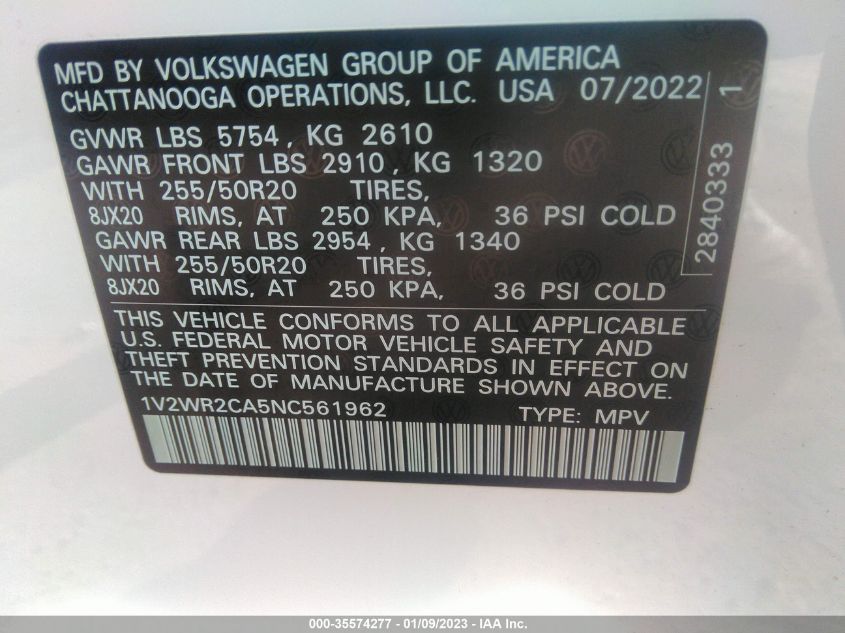 MFD BY VOLKSWAGEN GROUP OF AMERICA
CHATTANOOGA OPERATIONS, LLC. USA 07/2022
GVWR LBS 5754, KG 2610
GAWR FRONT LBS 2910, KG 1320
WITH 255/50R20 TIRES,
8JX20 RIMS, AT 250 KPA, 36 PSI COLD
GAWR REAR LBS 2954, KG 1340
WITH 255/50R20 TIRES,
8JX20 RIMS, AT 250 KPA, 36 PSI COLD
2840333 1
THIS VEHICLE CONFORMS TO ALL APPLICABLE
U.S. FEDERAL MOTOR VEHICLE SAFETY AND
THEFT PREVENTION STANDARDS IN EFFECT ON
THE DATE OF MANUFACTURE SHOWN ABOVE.
1V2WR2CA5NC561962 TYPE: MPV
000-35574277 - 01/09/2023 - IAA Inc.